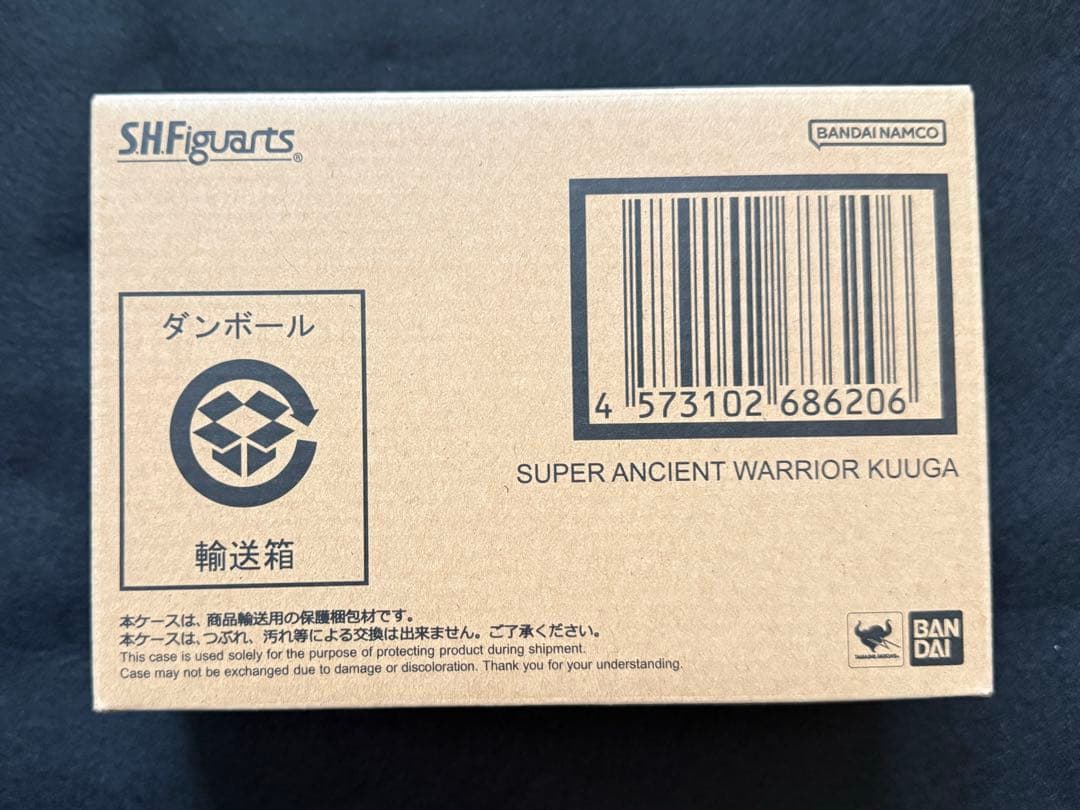 S.H.Figuarts®
BANDAI NAMCO
4 573102 686206
SUPER ANCIENT WARRIOR KUUGA
ダンボール
輸送箱
本ケースは、商品輸送用の保護梱包材です。
本ケースは、つぶれ、汚れ等による交換は出来ません。ご了承ください。
This case is used solely for the purpose of protecting product during shipment.
Case may not be exchanged due to damage or discoloration. Thank you for your understanding.
TAMASHII NATIONS
BAN
DAI